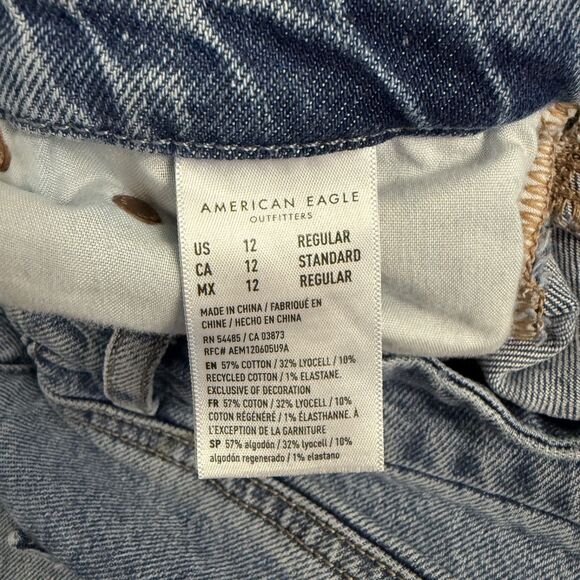 AMERICAN EAGLE
OUTFITTERS
US 12 REGULAR
CA 12 STANDARD
MX 12 REGULAR
MADE IN CHINA / FABRIQUÉ EN
CHINE / HECHO EN CHINA
RN 54485 / CA 03873
RFC# AEM120605U9A
EN 57% COTTON / 32% LYOCELL / 10%
RECYCLED COTTON / 1% ELASTANE.
EXCLUSIVE OF DECORATION
FR 57% COTON / 32% LYOCELL / 10%
COTON RÉGÉNÉRÉ / 1% ÉLASTHANNE. À
L'EXCEPTION DE LA GARNITURE
SP 57% algodón / 32% lyocell / 10%
algodón regenerado / 1% elastano